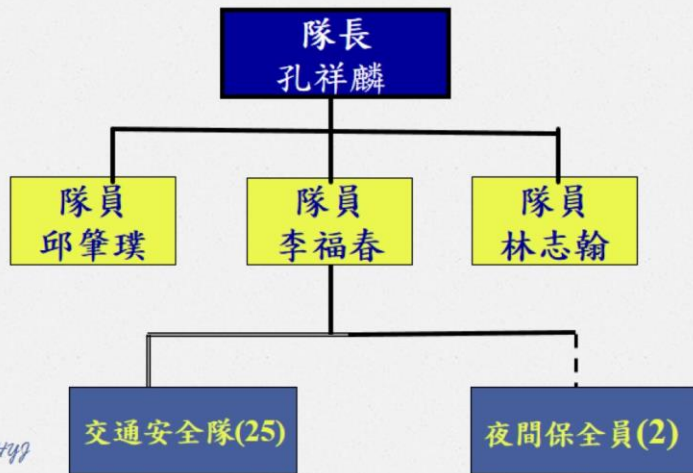 隊長
孔祥麟
隊員
邱肇璞
隊員
李福春
隊員
林志翰
交通安全隊(25)
夜間保全員(2)